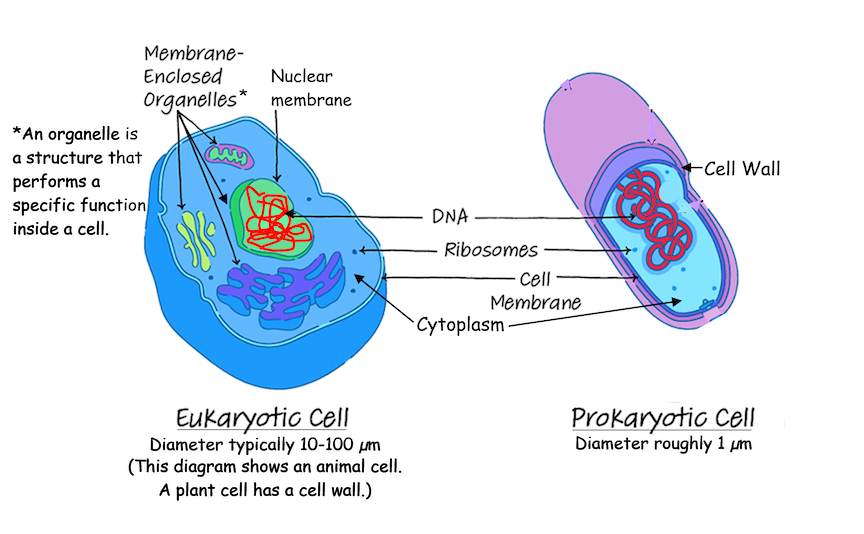 Membrane-
Enclosed
Organelles*
Nuclear
membrane
*An organelle is
a structure that
performs a
specific function
inside a cell.
Cell Wall
DNA
Ribosomes
Cell
Membrane
Cytoplasm
Eukaryotic Cell
Diameter typically 10-100 µm
(This diagram shows an animal cell.
A plant cell has a cell wall.)
Prokaryotic Cell
Diameter roughly 1 µm